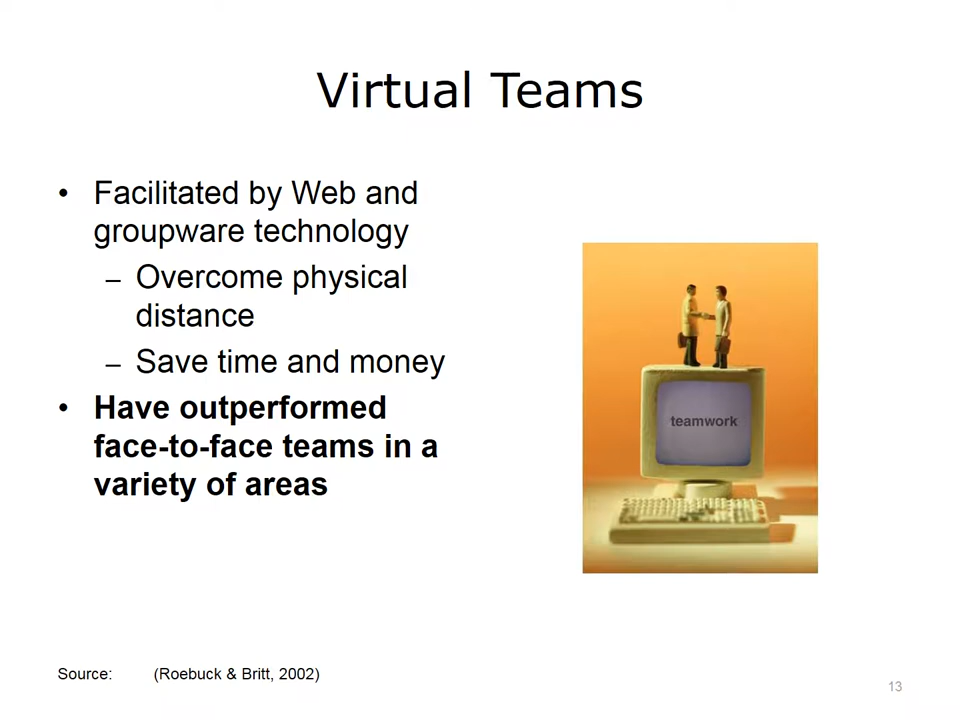 Virtual Teams
• Facilitated by Web and
groupware technology
– Overcome physical
distance
– Save time and money
• Have outperformed
face-to-face teams in a
variety of areas
teamwork
Source: (Roebuck & Britt, 2002)
13